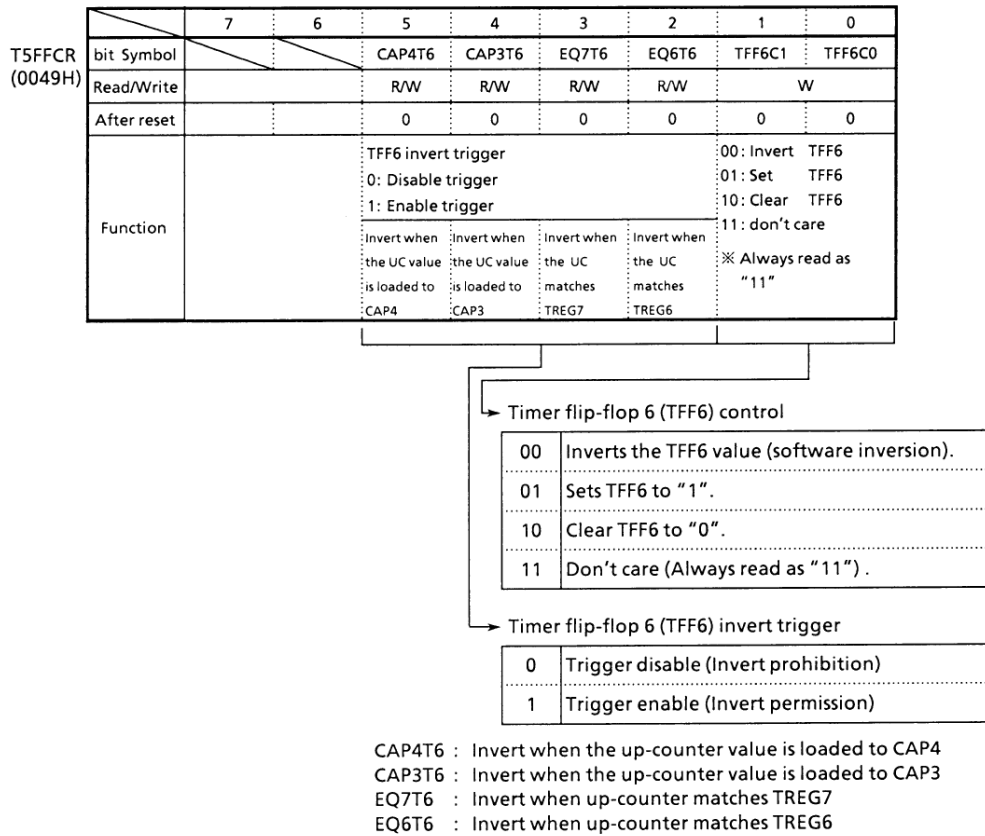 7 6 5 4 3 2 1 0
T5FFCR
(0049H)
bit Symbol CAP4T6 CAP3T6 EQ7T6 EQ6T6 TFF6C1 TFF6C0
Read/Write R/W R/W R/W R/W W
After reset 0 0 0 0 0 0
Function
TFF6 invert trigger
0: Disable trigger
1: Enable trigger
Invert when
the UC value
is loaded to
CAP4
Invert when
the UC value
is loaded to
CAP3
Invert when
the UC
matches
TREG7
Invert when
the UC
matches
TREG6
00: Invert TFF6
01: Set TFF6
10: Clear TFF6
11: don't care
※ Always read as
"11"
Timer flip-flop 6 (TFF6) control
00 Inverts the TFF6 value (software inversion).
01 Sets TFF6 to "1".
10 Clear TFF6 to "0".
11 Don't care (Always read as "11") .
Timer flip-flop 6 (TFF6) invert trigger
0 Trigger disable (Invert prohibition)
1 Trigger enable (Invert permission)
CAP4T6 : Invert when the up-counter value is loaded to CAP4
CAP3T6 : Invert when the up-counter value is loaded to CAP3
EQ7T6 : Invert when up-counter matches TREG7
EQ6T6 : Invert when up-counter matches TREG6